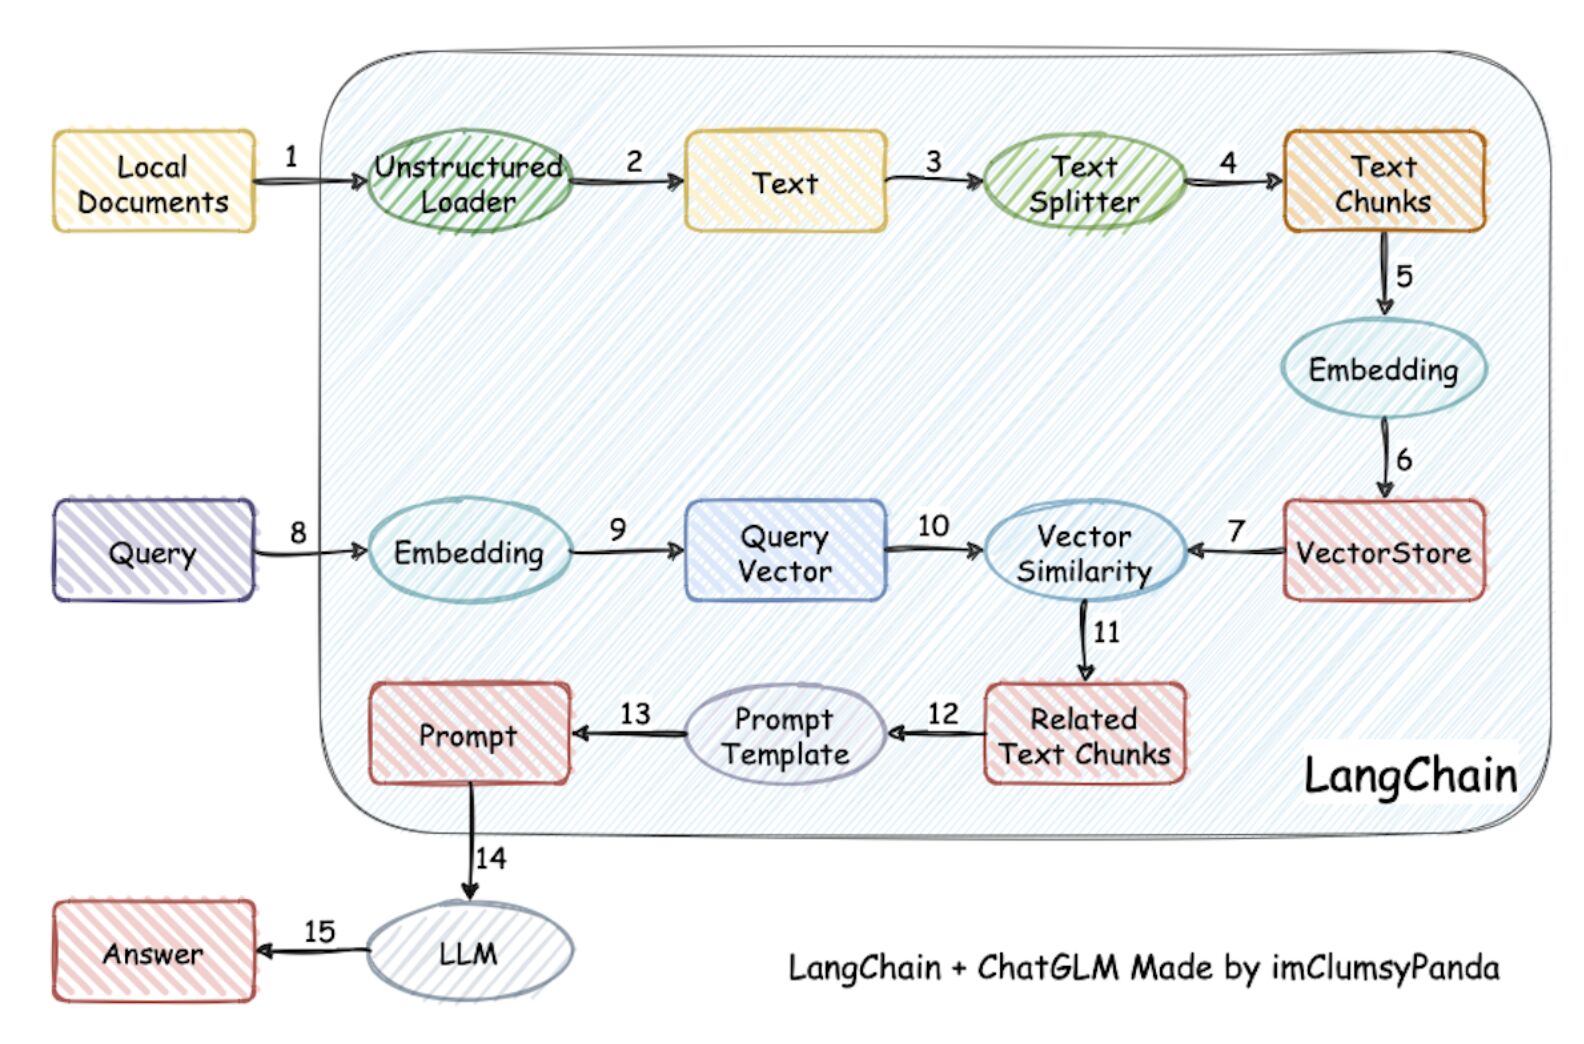 1
2
3
4
Local
Documents
Unstructured
Loader
Text
Text
Splitter
Text
Chunks
5
Embedding
6
8
9
10
7
Query
Embedding
Query
Vector
Vector
Similarity
VectorStore
11
13
12
Prompt
Prompt
Template
Related
Text Chunks
LangChain
14
15
Answer
LLM
LangChain + ChatGLM Made by imClumsyPanda